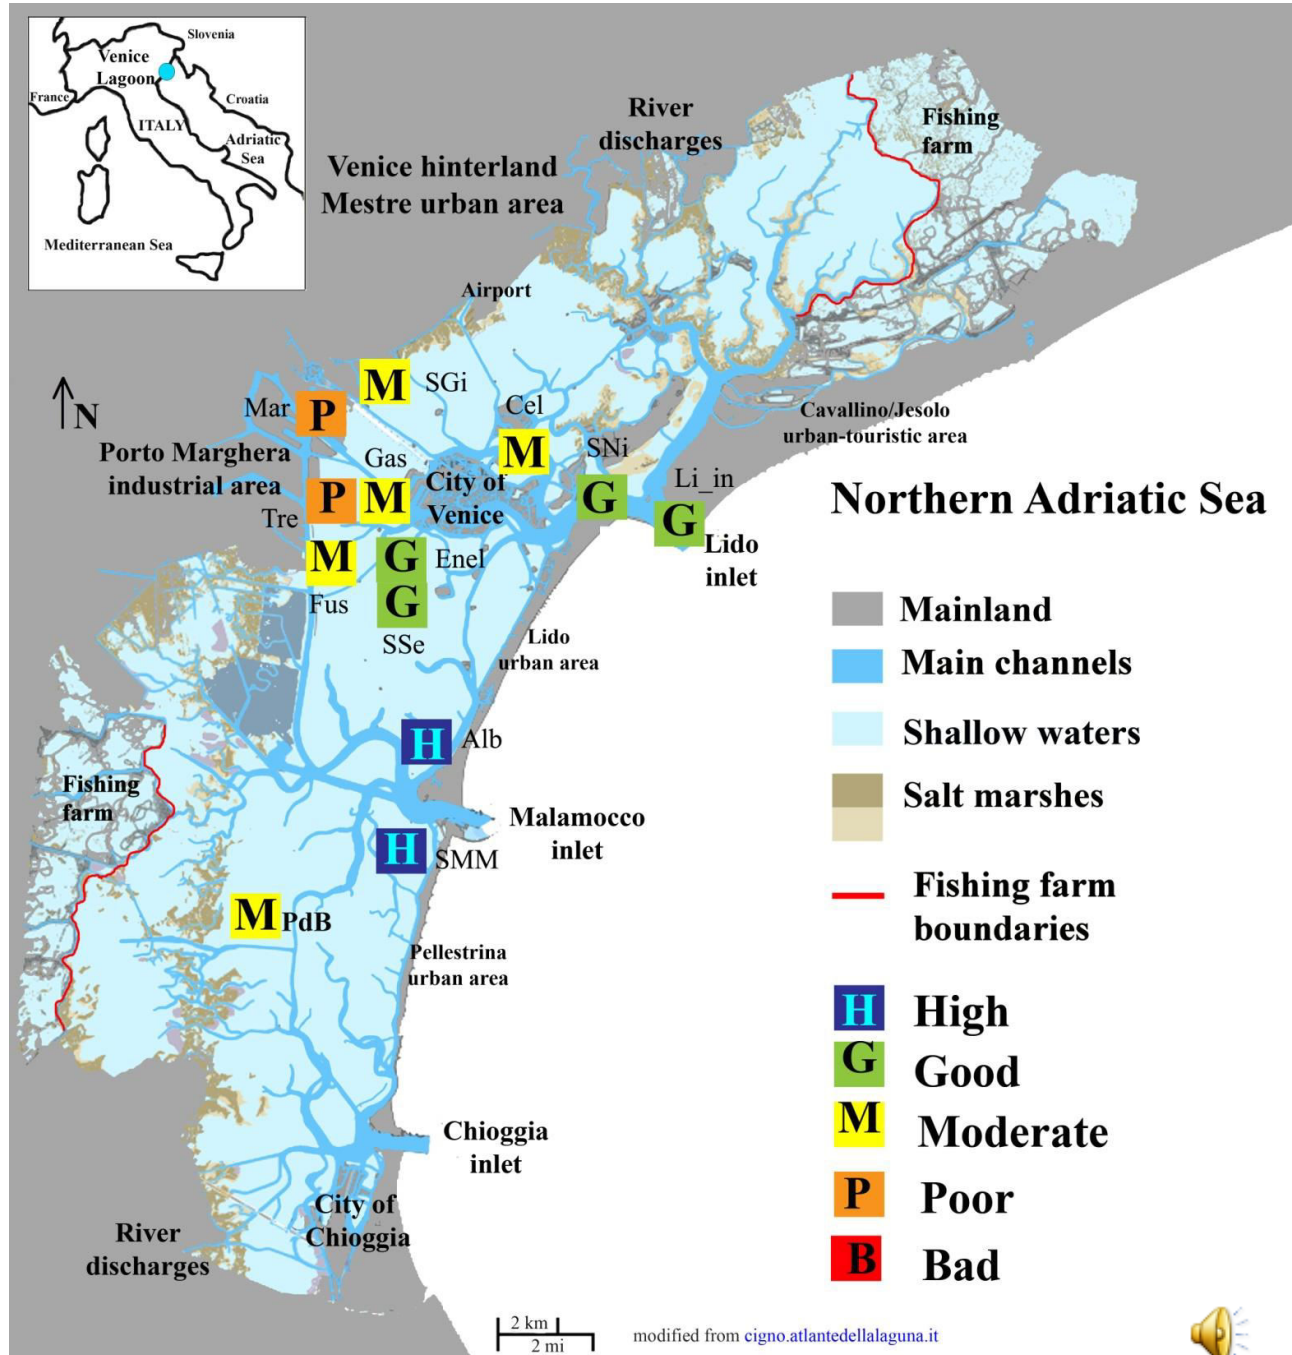 Slovenia
Venice
Lagoon
France
Croatia
ITALY
Adriatic
Sea
Mediterranean Sea
River
discharges
Fishing
farm
Venice hinterland
Mestre urban area
Airport
N
M
SGi
Mar
P
Cel
Cavallino/Jesolo
urban-touristic area
Porto Marghera
industrial area
Gas
M
SNi
City of
Venice
Li_in
Tre
P
M
G
G
Lido
inlet
Northern Adriatic Sea
M
G
Enel
Fus
G
SSe
Lido
urban area
Mainland
Main channels
Shallow waters
Salt marshes
Fishing farm
boundaries
H
Alb
Fishing
farm
Malamocco
inlet
H
SMM
M
PdB
Pellestrina
urban area
H High
G Good
M Moderate
P Poor
B Bad
Chioggia
inlet
City of
Chioggia
River
discharges
2 km
2 mi
modified from cigno.atlantedellalaguna.it